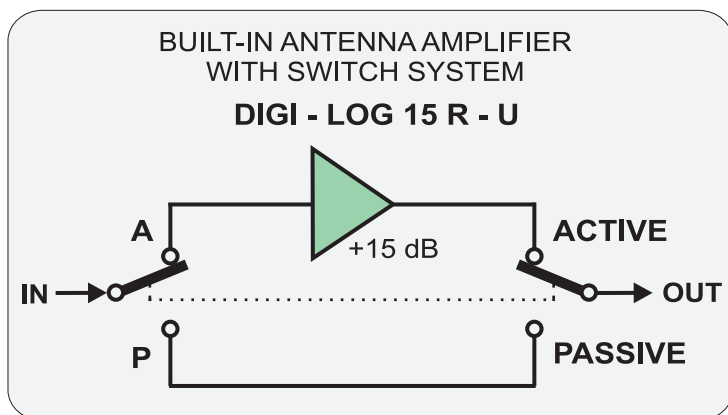 BUILT-IN ANTENNA AMPLIFIER
WITH SWITCH SYSTEM
DIGI - LOG 15 R - U
A
+15 dB
ACTIVE
IN
OUT
P
PASSIVE